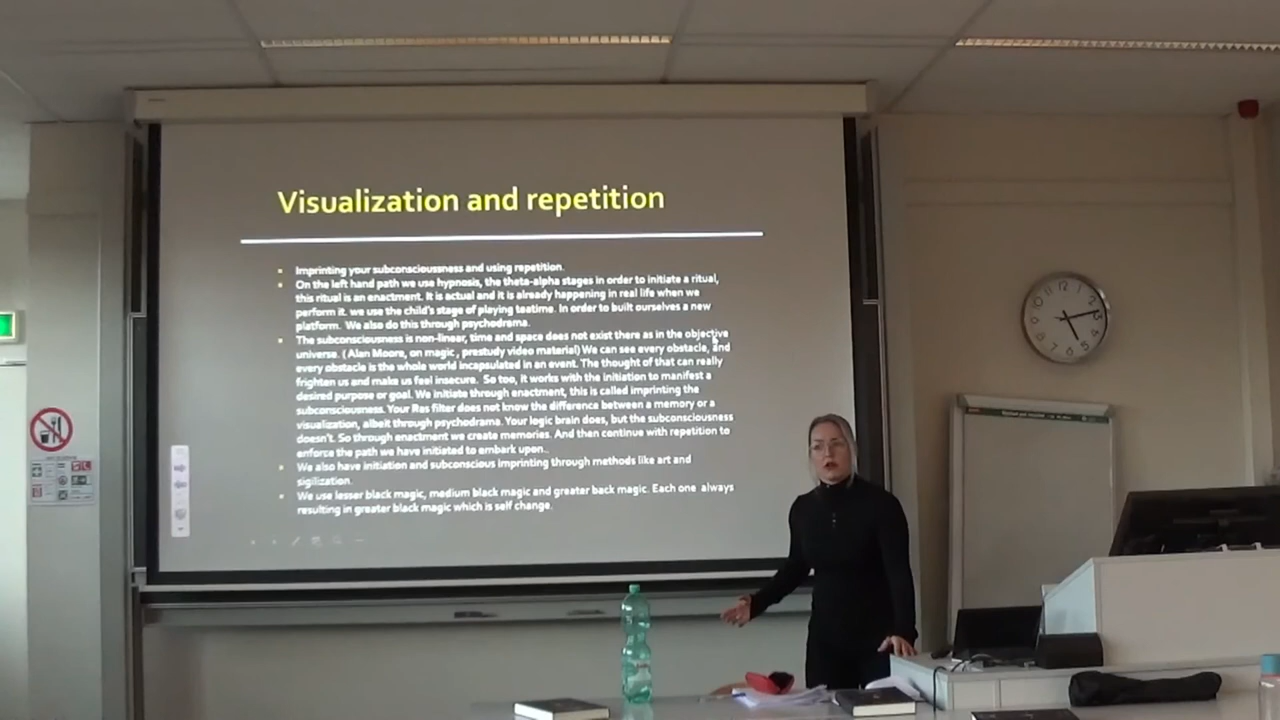 Visualization and repetition
Imprinting your subconsciousness and using repetition.
On the left hand path we use hypnosis, the theta-alpha stages in order to initiate a ritual,
this ritual is an enactment. It is actual and it is already happening in real life when we
perform it. we use the child's stage of playing teatime. In order to built ourselves a new
platform. We also do this through psychodrama.
The subconsciousness is non-linear, time and space does not exist there as in the objective
universe. ( Alan Moore, on magic , prestudy video material) We can see every obstacle, and
every obstacle is the whole world incapsulated in an event. The thought of that can really
frighten us and make us feel insecure. So too, it works with the initiation to manifest a
desired purpose or goal. We initiate through enactment, this is called imprinting the
subconsciousness. Your Ras filter does not know the difference between a memory or a
visualization, albeit through psychodrama. Your logic brain does, but the subconsciousness
doesn't. So through enactment we create memories. And then continue with repetition to
enforce the path we have initiated to embark upon..
We also have initiation and subconscious imprinting through methods like art and
sigilization.
We use lesser black magic, medium black magic and greater back magic. Each one always
resulting in greater black magic which is self change.
12
1
2
5
6
7